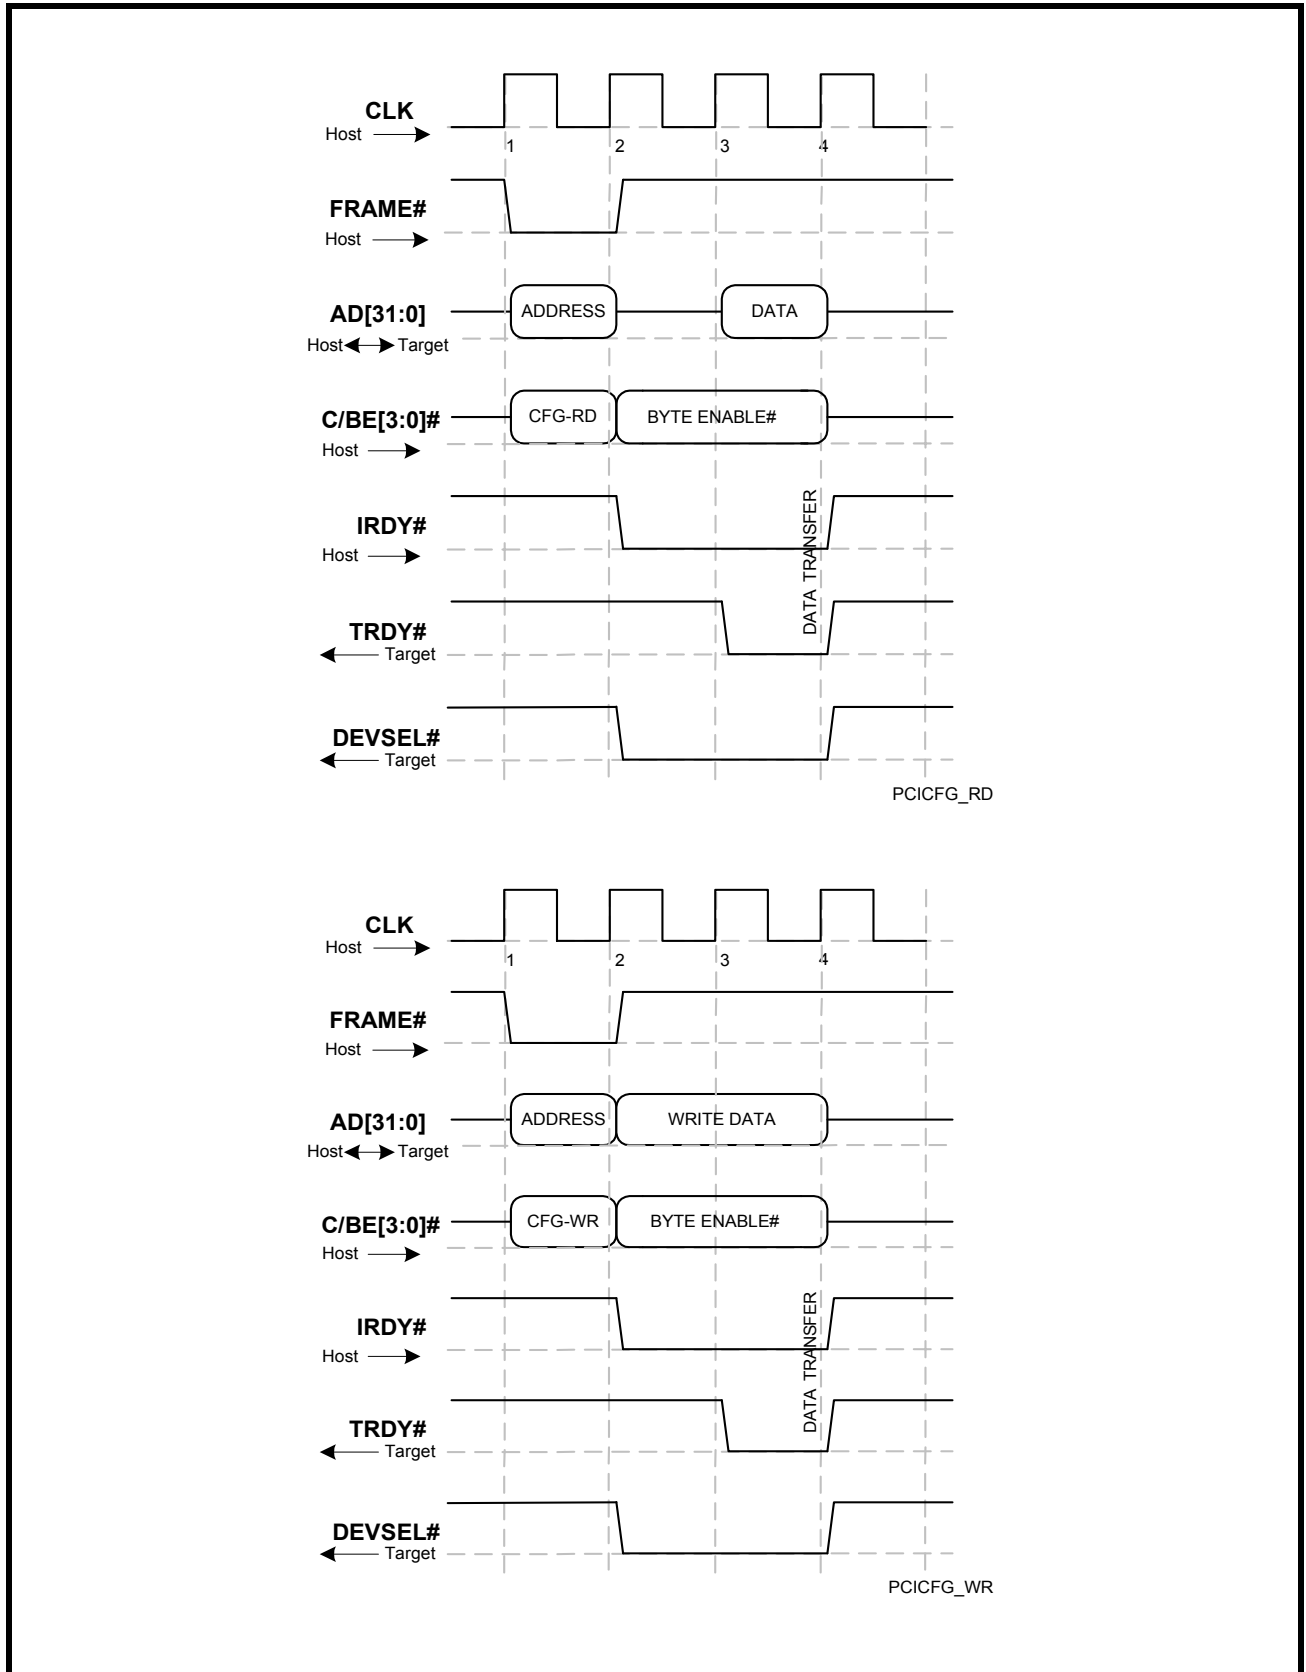 CLK
Host
1 2 3 4
FRAME#
Host
AD[31:0] ADDRESS DATA
Host Target
C/BE[3:0]# CFG-RD BYTE ENABLE#
Host
IRDY#
Host
DATA TRANSFER
TRDY#
Target
DEVSEL#
Target
PCICFG_RD
CLK
Host
1 2 3 4
FRAME#
Host
AD[31:0] ADDRESS WRITE DATA
Host Target
C/BE[3:0]# CFG-WR BYTE ENABLE#
Host
IRDY#
Host
DATA TRANSFER
TRDY#
Target
DEVSEL#
Target
PCICFG_WR